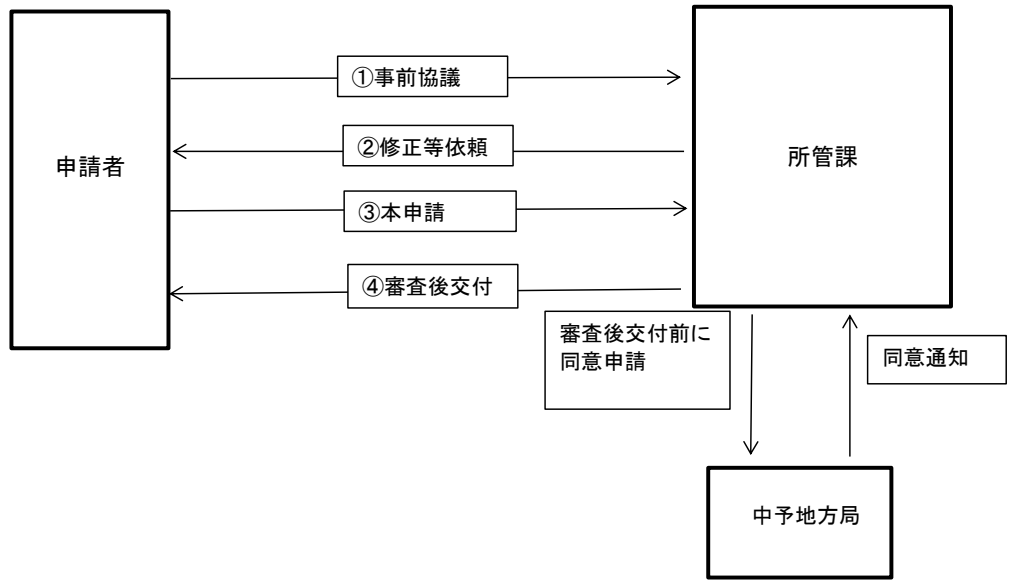 ①事前協議
②修正等依頼
申請者
所管課
③本申請
④審査後交付
審査後交付前に
同意申請
同意通知
中予地方局